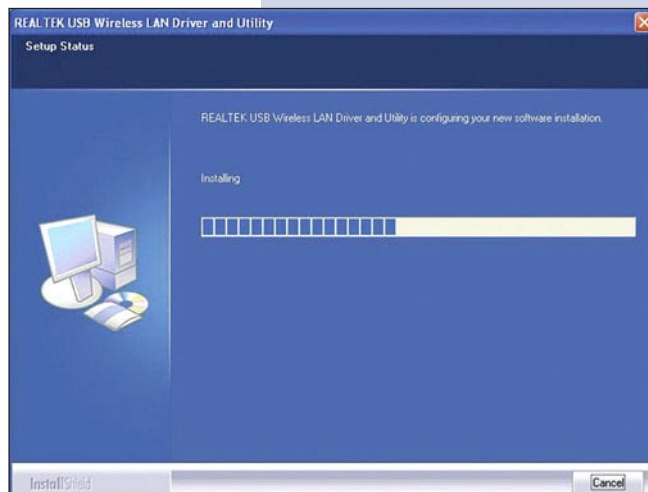 REALTEK USB Wireless LAN Driver and Utility
Setup Status
REALTEK USB Wireless LAN Driver and Utility is configuring your new software installation.
Installing
InstallShield
Cancel